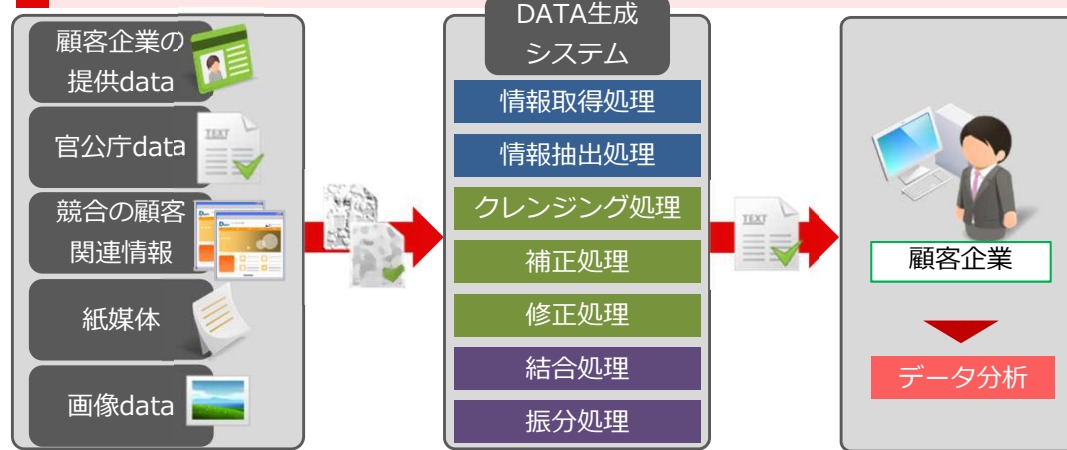 顧客企業の
提供data
官公庁data
競合の顧客
関連情報
紙媒体
画像data
TEXT
DATA生成
システム
情報取得処理
情報抽出処理
クレンジング処理
補正処理
修正処理
結合処理
振分処理
TEXT
顧客企業
データ分析